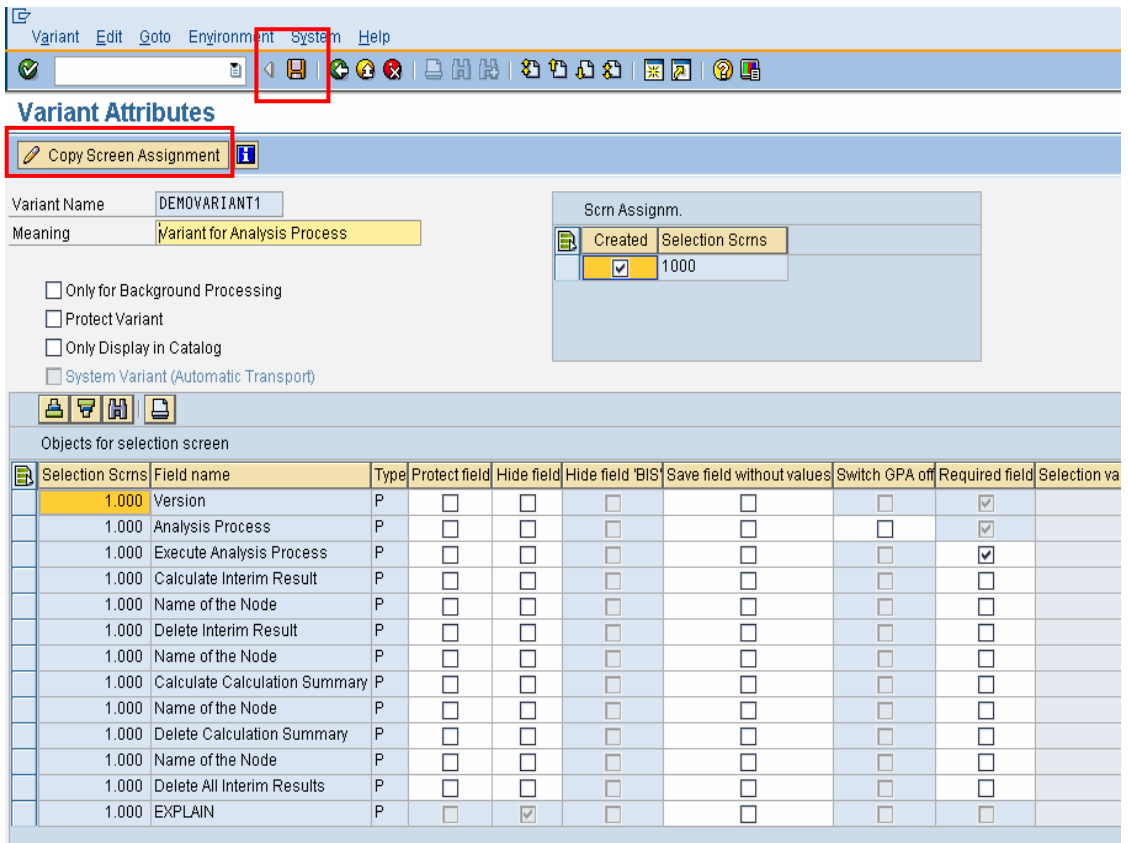 Variant Edit Goto Environment System Help
Variant Attributes
Copy Screen Assignment
Variant Name DEMOVARIANT1
Meaning Variant for Analysis Process
Scrn Assignm.
Created Selection Scrns
1000
Only for Background Processing
Protect Variant
Only Display in Catalog
System Variant (Automatic Transport)
Objects for selection screen
Selection Scrns Field name Type Protect field Hide field Hide field 'BIS' Save field without values Switch GPA off Required field Selection va
1.000 Version P
1.000 Analysis Process P
1.000 Execute Analysis Process P
1.000 Calculate Interim Result P
1.000 Name of the Node P
1.000 Delete Interim Result P
1.000 Name of the Node P
1.000 Calculate Calculation Summary P
1.000 Name of the Node P
1.000 Delete Calculation Summary P
1.000 Name of the Node P
1.000 Delete All Interim Results P
1.000 EXPLAIN P